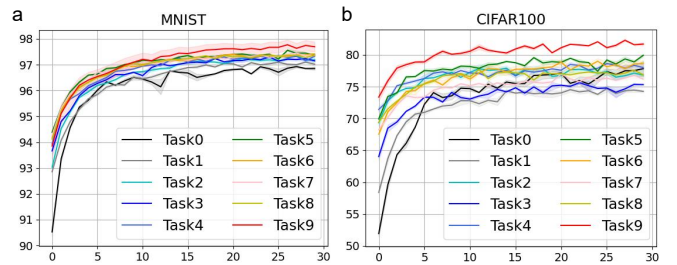 a
MNIST
98
97
96
95
94
93
92
91
90
0 5 10 15 20 25 30
Task0 Task5
Task1 Task6
Task2 Task7
Task3 Task8
Task4 Task9
b
CIFAR100
80
75
70
65
60
55
50
0 5 10 15 20 25 30
Task0 Task5
Task1 Task6
Task2 Task7
Task3 Task8
Task4 Task9